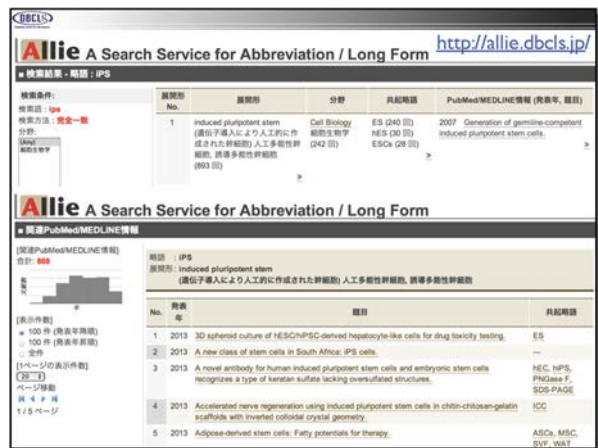 DBCLS
Allie A Search Service for Abbreviation / Long Form http://allie.dbcls.jp/
■ 検索結果 - 略語 : iPS
検索条件:
検索語 : ips
検索方法 : 完全一致
分野:
(Any)
細胞生物学
展開形 No. 展開形 分野 共起略語 PubMed/MEDLINE情報 (発表年, 題目)
1 induced pluripotent stem (遺伝子導入により人工的に作成された幹細胞) 人工多能性幹細胞, 誘導多能性幹細胞 (893 回) Cell Biology 細胞生物学 (242 回) ES (240 回) hES (30 回) ESCs (28 回) 2007 Generation of germline-competent induced pluripotent stem cells.
Allie A Search Service for Abbreviation / Long Form
■ 関連PubMed/MEDLINE情報
[関連PubMed/MEDLINE情報]
合計: 869
年
[表示件数]
100 件 (発表年降順)
100 件 (発表年昇順)
全件
[1ページの表示件数]
20
ページ移動
1 / 5 ページ
略語 : iPS
展開形 : induced pluripotent stem
(遺伝子導入により人工的に作成された幹細胞) 人工多能性幹細胞, 誘導多能性幹細胞
No. 発表年 題目 共起略語
1 2013 3D spheroid culture of hESC/hiPSC-derived hepatocyte-like cells for drug toxicity testing. ES
2 2013 A new class of stem cells in South Africa: iPS cells. ---
3 2013 A novel antibody for human induced pluripotent stem cells and embryonic stem cells recognizes a type of keratan sulfate lacking oversulfated structures. hEC, hiPS, PNGase F, SDS-PAGE
4 2013 Accelerated nerve regeneration using induced pluripotent stem cells in chitin-chitosan-gelatin scaffolds with inverted colloidal crystal geometry. ICC
5 2013 Adipose-derived stem cells: Fatty potentials for therapy. ASCs, MSC, SVF, WAT